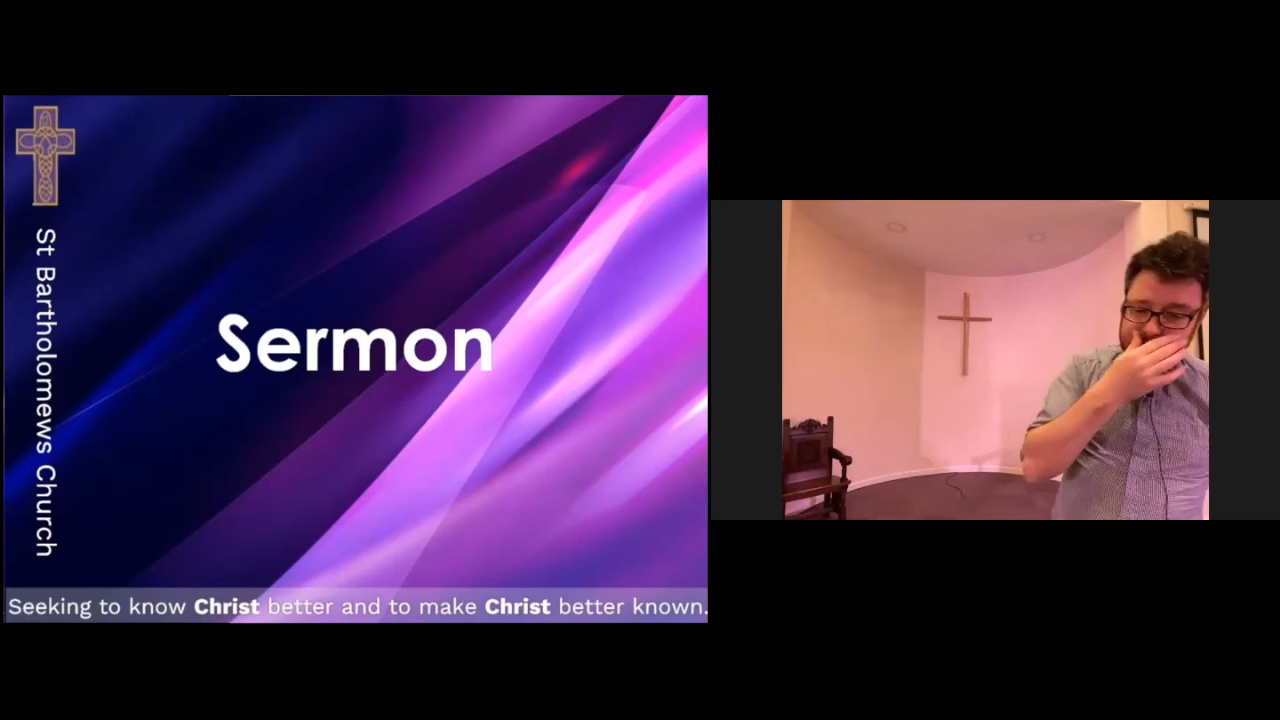 St Bartholomews Church
Sermon
Seeking to know Christ better and to make Christ better known.